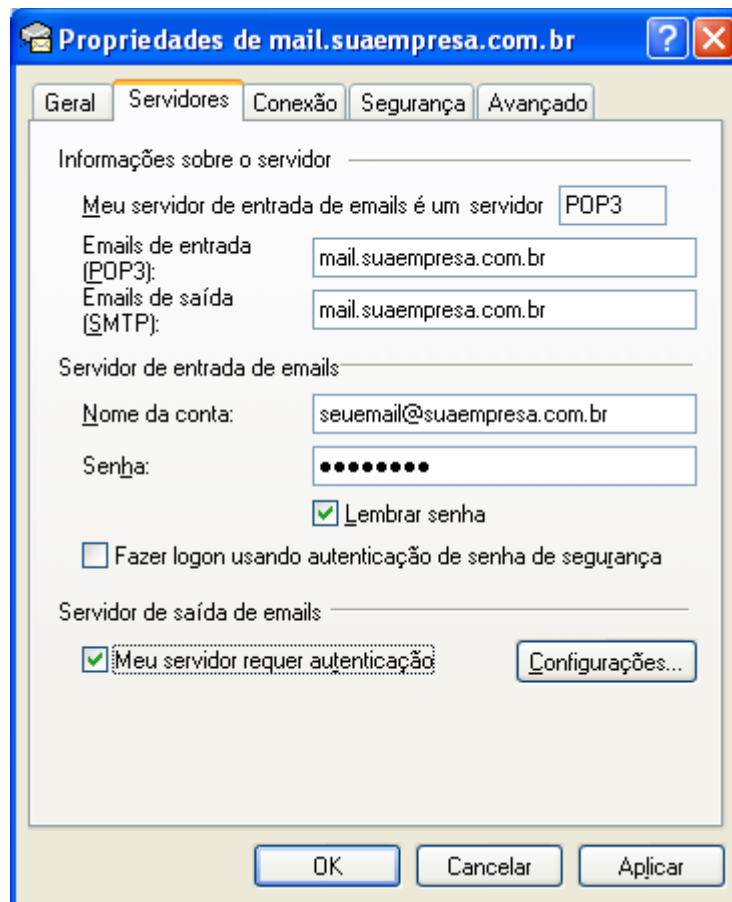 Propriedades de mail.suaempresa.com.br
Geral Servidores Conexão Segurança Avançado
Informações sobre o servidor
Meu servidor de entrada de emails é um servidor POP3
Emails de entrada
(POP3): mail.suaempresa.com.br
Emails de saída
(SMTP): mail.suaempresa.com.br
Servidor de entrada de emails
Nome da conta: seuemail@suaempresa.com.br
Senha: ●●●●●●●●
Lembrar senha
Fazer logon usando autenticação de senha de segurança
Servidor de saída de emails
Meu servidor requer autenticação Configurações...
OK Cancelar Aplicar